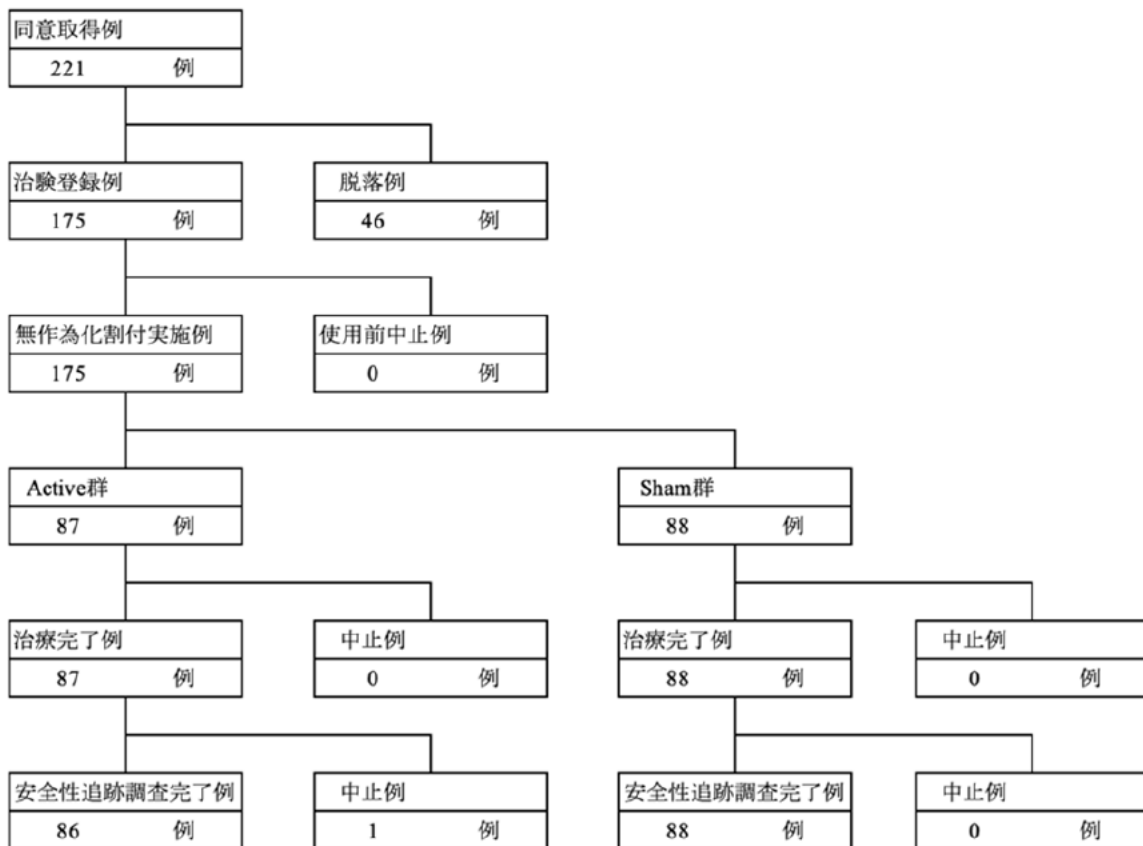 同意取得例
221 例
治験登録例
175 例
脱落例
46 例
無作為化割付実施例
175 例
使用前中止例
0 例
Active群
87 例
Sham群
88 例
治療完了例
87 例
中止例
0 例
治療完了例
88 例
中止例
0 例
安全性追跡調査完了例
86 例
中止例
1 例
安全性追跡調査完了例
88 例
中止例
0 例